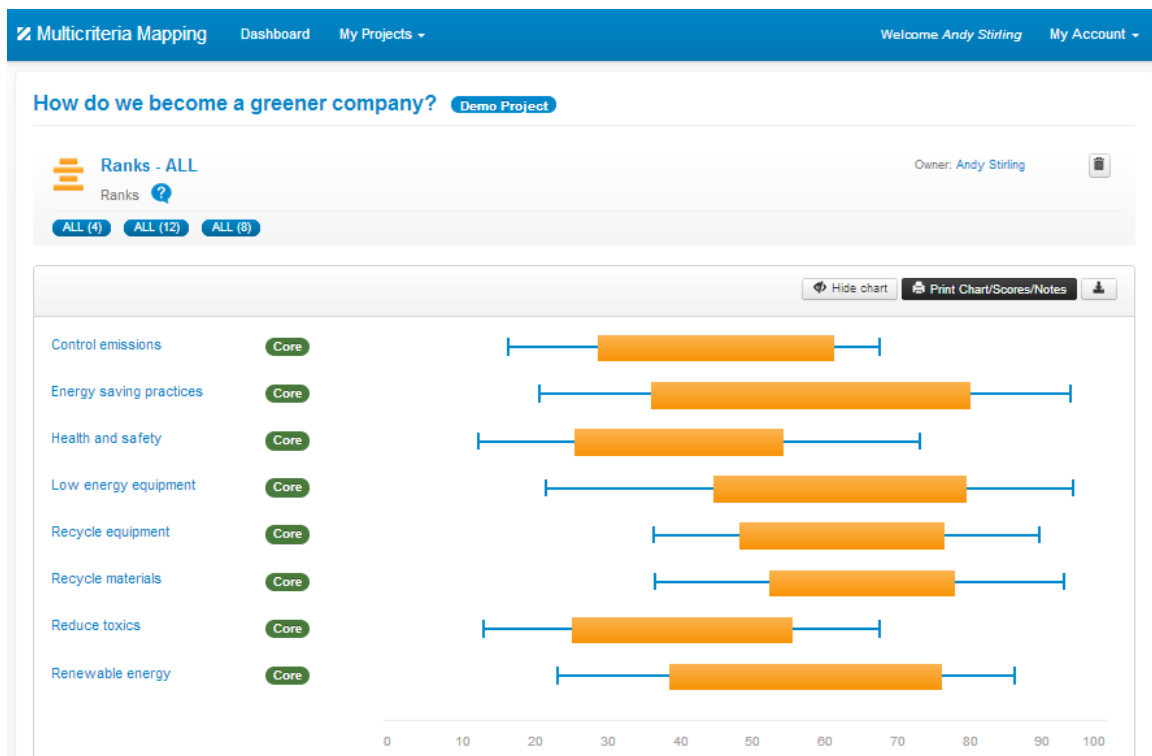 Multicriteria Mapping Dashboard My Projects Welcome Andy Stirling My Account
How do we become a greener company? Demo Project
Ranks - ALL Owner: Andy Stirling
Ranks ?
ALL (4) ALL (12) ALL (8)
Hide chart Print Chart/Scores/Notes
Control emissions Core
Energy saving practices Core
Health and safety Core
Low energy equipment Core
Recycle equipment Core
Recycle materials Core
Reduce toxics Core
Renewable energy Core
0 10 20 30 40 50 60 70 80 90 100